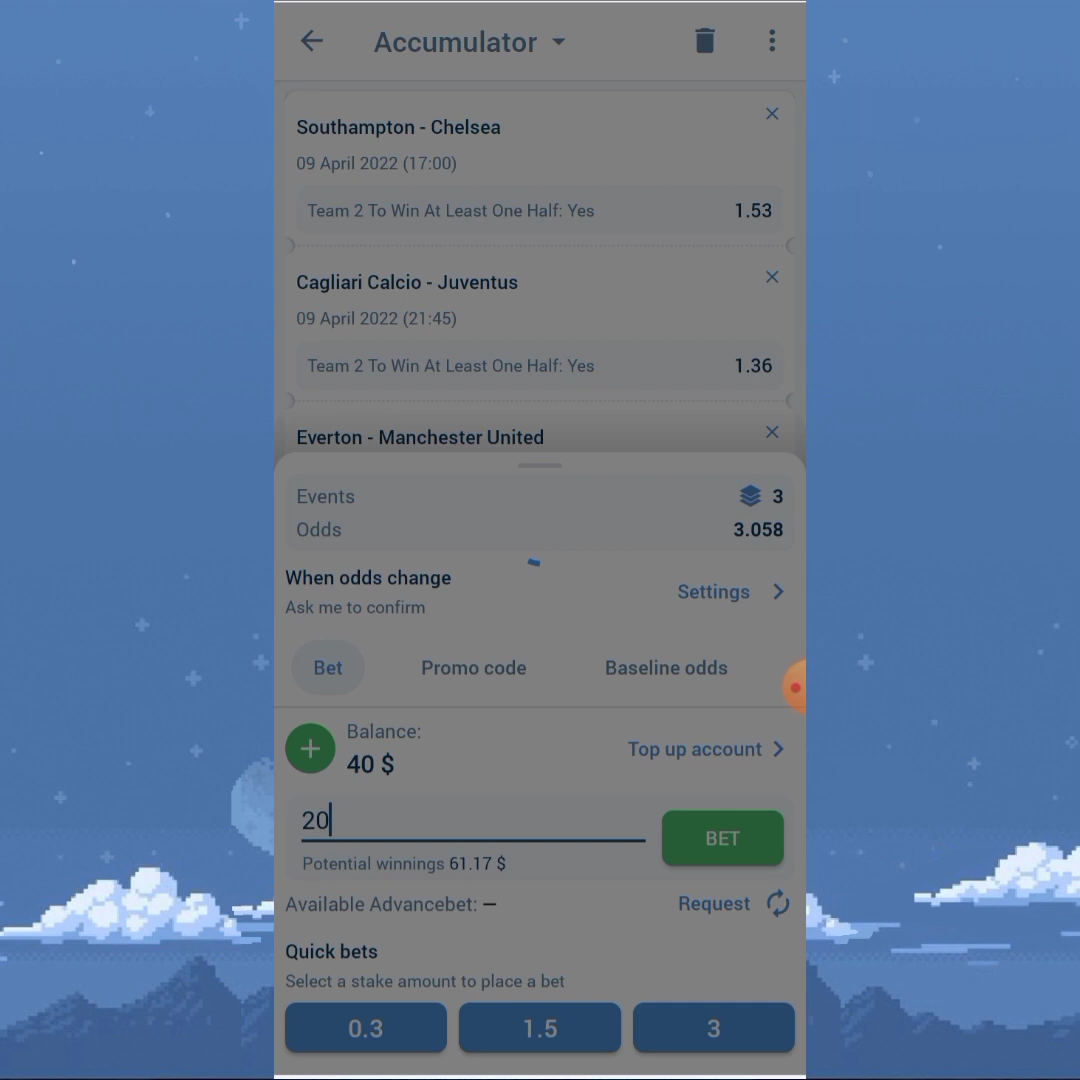 Accumulator
Southampton - Chelsea
09 April 2022 (17:00)
Team 2 To Win At Least One Half: Yes 1.53
Cagliari Calcio - Juventus
09 April 2022 (21:45)
Team 2 To Win At Least One Half: Yes 1.36
Everton - Manchester United
Events 3
Odds 3.058
When odds change
Ask me to confirm
Settings
Bet Promo code Baseline odds
Balance:
40 $
Top up account
20
BET
Potential winnings 61.17 $
Available Advancebet: –
Request
Quick bets
Select a stake amount to place a bet
0.3 1.5 3